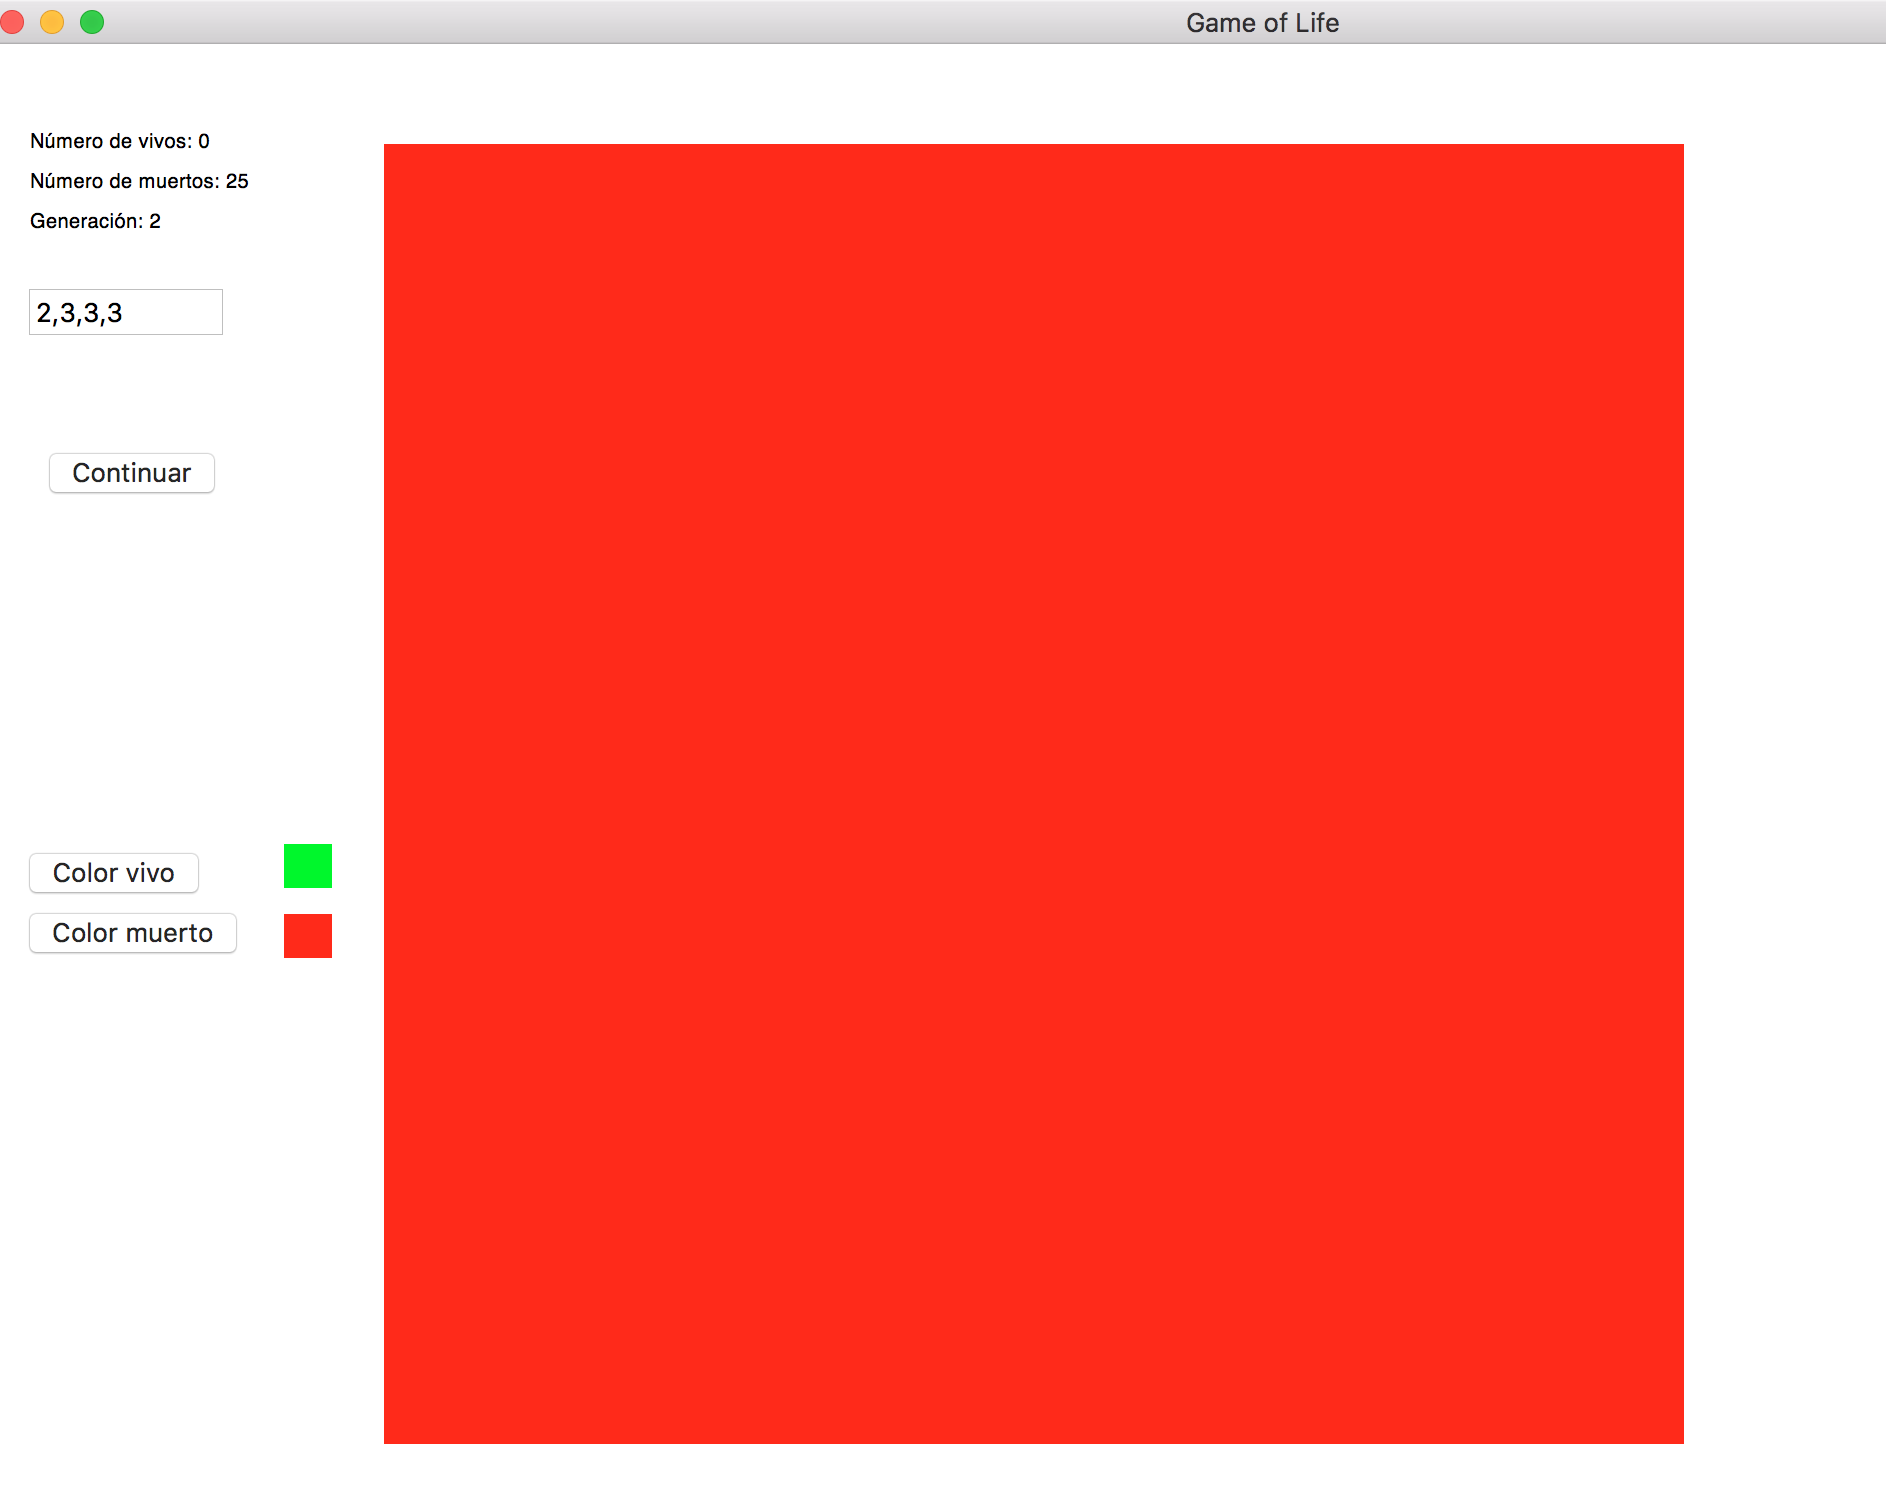 Game of Life
Número de vivos: 0
Número de muertos: 25
Generación: 2
2,3,3,3
Continuar
Color vivo
Color muerto